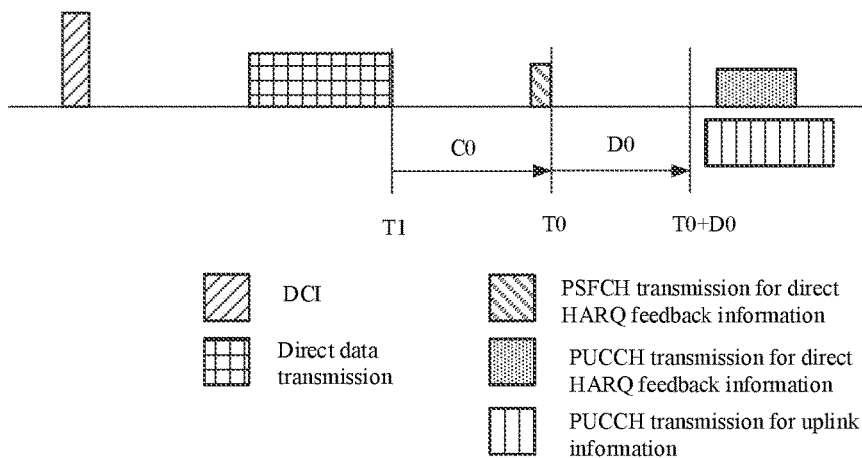 C0
D0
T1
T0
T0+D0
DCI
Direct data
transmission
PSFCH transmission for direct
HARQ feedback information
PUCCH transmission for direct
HARQ feedback information
PUCCH transmission for uplink
information